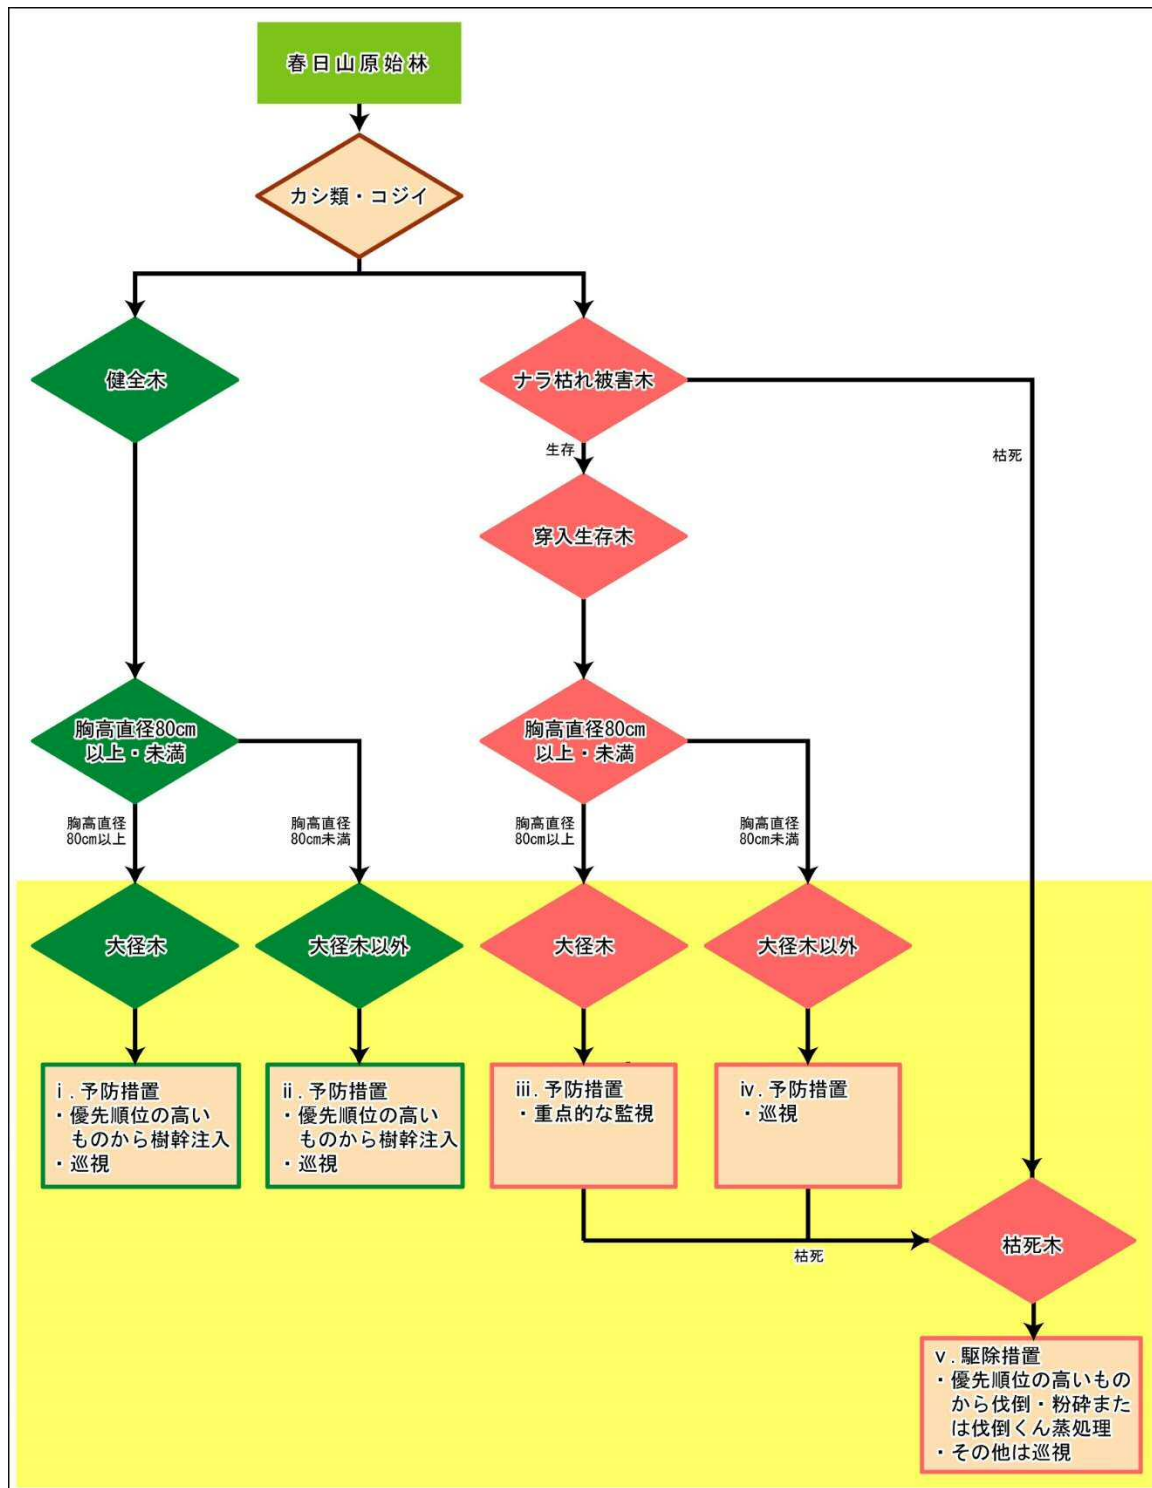 春日山原始林
カシ類・コジイ
健全木
ナラ枯れ被害木
生存
枯死
穿入生存木
胸高直径80cm
以上・未満
胸高直径80cm
以上・未満
胸高直径
80cm以上
胸高直径
80cm未満
胸高直径
80cm以上
胸高直径
80cm未満
大径木
大径木以外
大径木
大径木以外
ⅰ.予防措置
・優先順位の高い
ものから樹幹注入
・巡視
ⅱ.予防措置
・優先順位の高い
ものから樹幹注入
・巡視
ⅲ.予防措置
・重点的な監視
ⅳ.予防措置
・巡視
枯死
枯死木
ⅴ.駆除措置
・優先順位の高いもの
から伐倒・粉砕また
は伐倒くん蒸処理
・その他は巡視